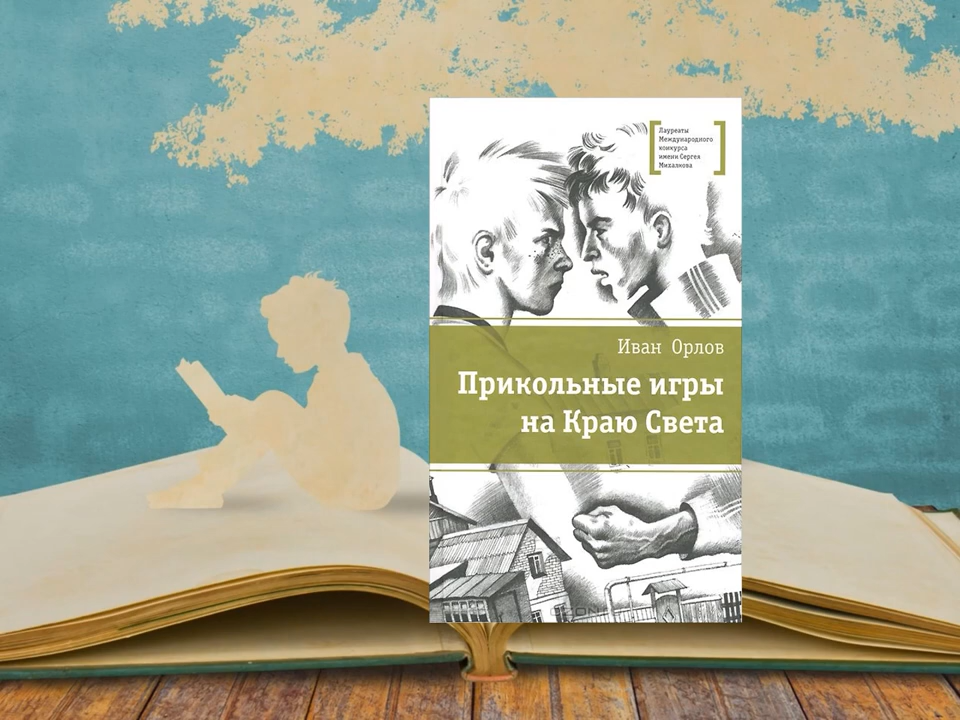 Лауреаты
Международного
конкурса
имени Сергея
Михалкова
Иван Орлов
Прикольные игры
на Краю Света